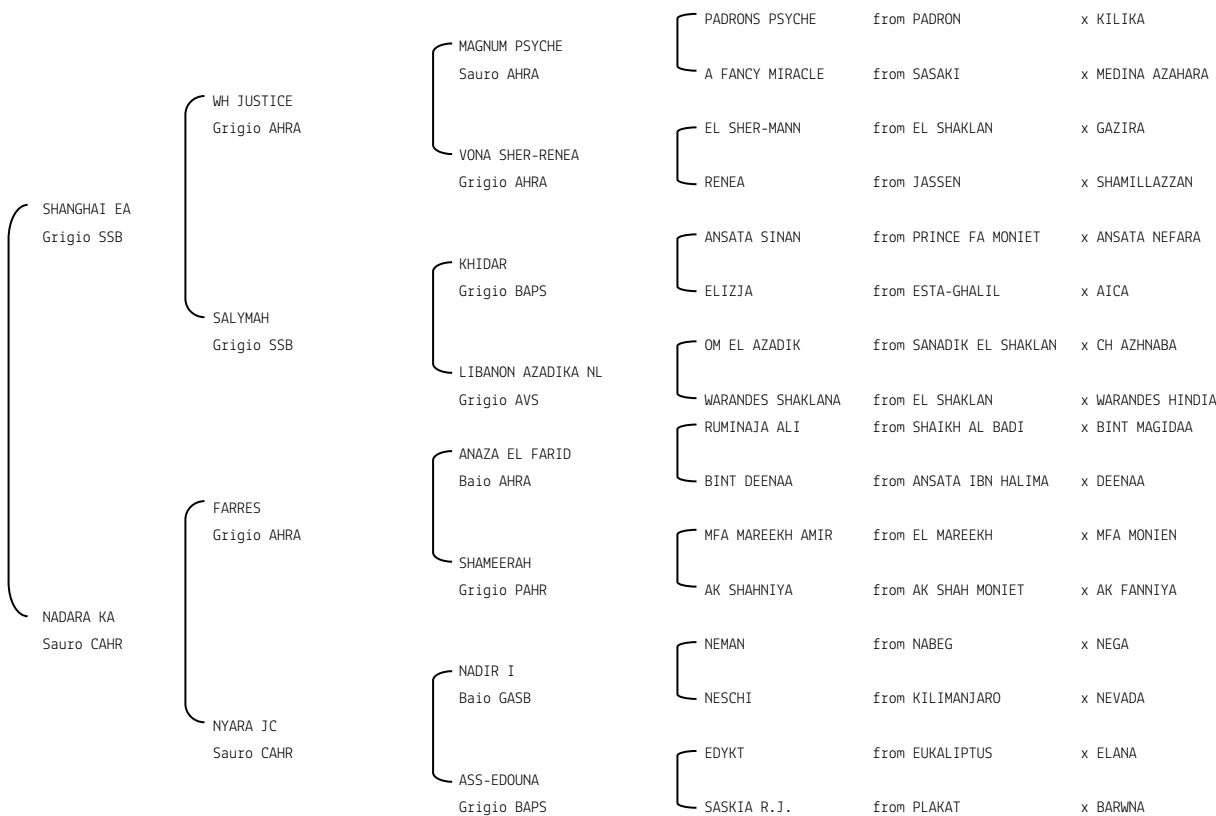 PADRONS PSYCHE from PADRON x KILIKA
MAGNUM PSYCHE
Sauro AHRA A FANCY MIRACLE from SASAKI x MEDINA AZAHARA
WH JUSTICE
Grigio AHRA EL SHER-MANN from EL SHAKLAN x GAZIRA
VONA SHER-RENEA
Grigio AHRA RENEA from JASSEN x SHAMILLAZZAN
SHANGHAI EA
Grigio SSB ANSATA SINAN from PRINCE FA MONIET x ANSATA NEFARA
KHIDAR
Grigio BAPS ELIZJA from ESTA-GHALIL x AICA
SALYMAH
Grigio SSB OM EL AZADIK from SANADIK EL SHAKLAN x CH AZHNABA
LIBANON AZADIKA NL
Grigio AVS WARANDES SHAKLANA from EL SHAKLAN x WARANDES HINDIA
RUMINAJA ALI from SHAIKH AL BADI x BINT MAGIDAA
ANAZA EL FARID
Baio AHRA BINT DEENAA from ANSATA IBN HALIMA x DEENAA
FARRES
Grigio AHRA MFA MAREEKH AMIR from EL MAREEKH x MFA MONIEN
SHAMEERAH
Grigio PAHR AK SHAHNIYA from AK SHAH MONIET x AK FANNIYA
NADARA KA
Sauro CAHR NEMAN from NABEG x NEGA
NADIR I
Baio GASB NESCHI from KILIMANJARO x NEVADA
NYARA JC
Sauro CAHR EDYKT from EUKALIPTUS x ELANA
ASS-EDOUNA
Grigio BAPS SASKIA R.J. from PLAKAT x BARWNA